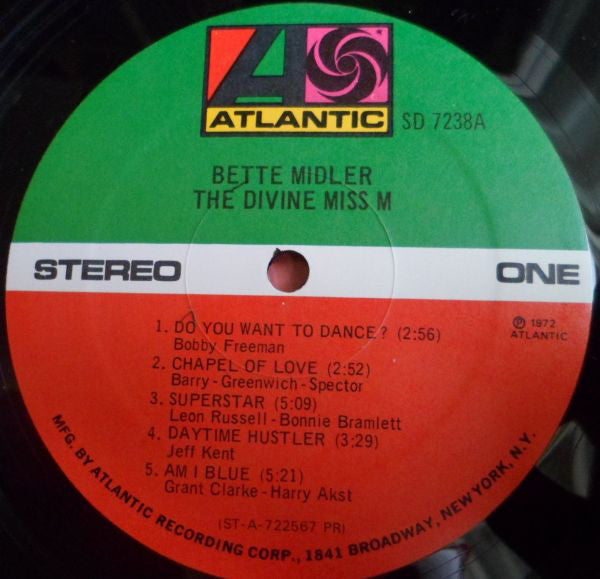 ATLANTIC
SD 7238A
BETTE MIDLER
THE DIVINE MISS M
STEREO
ONE
℗ 1972
ATLANTIC
1. DO YOU WANT TO DANCE? (2:56)
Bobby Freeman
2. CHAPEL OF LOVE (2:52)
Barry - Greenwich - Spector
3. SUPERSTAR (5:09)
Leon Russell - Bonnie Bramlett
4. DAYTIME HUSTLER (3:29)
Jeff Kent
5. AM I BLUE (5:21)
Grant Clarke - Harry Akst
(ST-A-722567 PR)
MFG. BY ATLANTIC RECORDING CORP., 1841 BROADWAY, NEW YORK, N.Y.